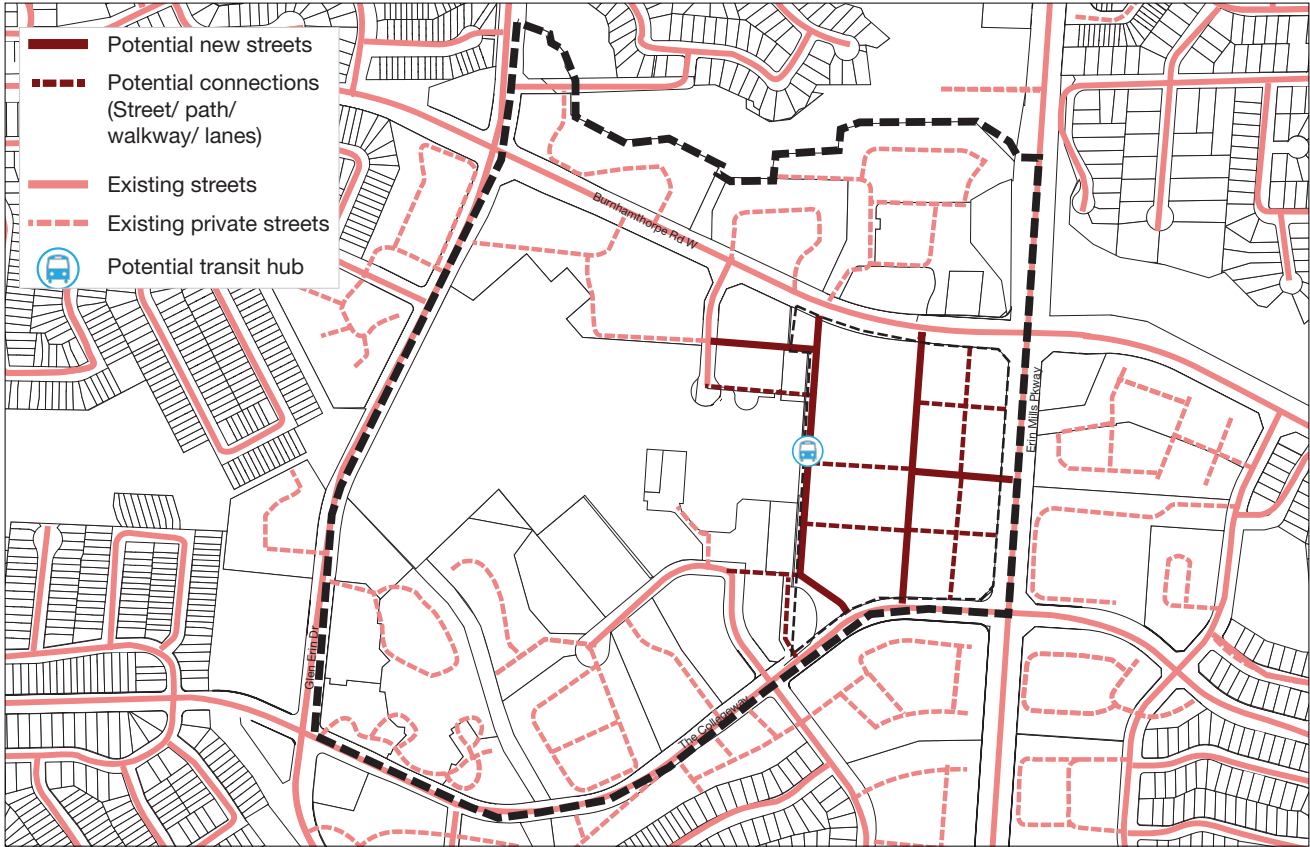 Potential new streets
Potential connections
(Street/ path/
walkway/ lanes)
Existing streets
Existing private streets
Potential transit hub
Burnhamthorpe Rd W
Erin Mills Pkway
Glen Erin Dr
The Collegeway